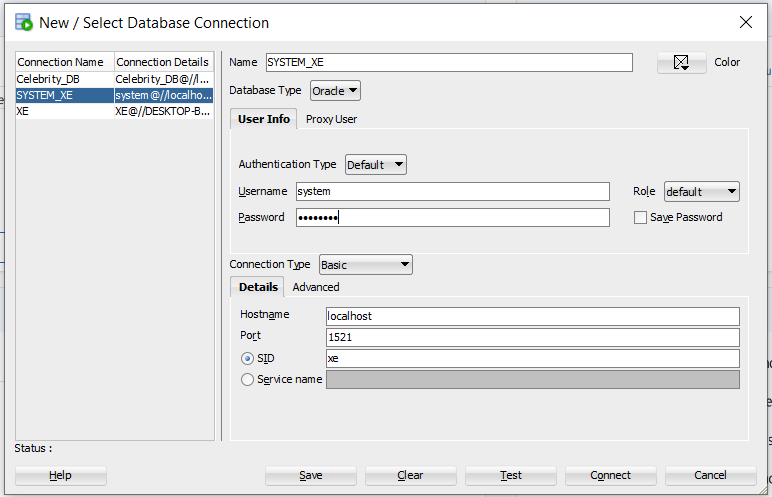 New / Select Database Connection
Connection Name Connection Details
Celebrity_DB Celebrity_DB@//l...
SYSTEM_XE system@//localho...
XE XE@//DESKTOP-B...
Name SYSTEM_XE Color
Database Type Oracle
User Info Proxy User
Authentication Type Default
Username system Role default
Password •••••••• Save Password
Connection Type Basic
Details Advanced
Hostname localhost
Port 1521
SID xe
Service name
Status :
Help Save Clear Test Connect Cancel